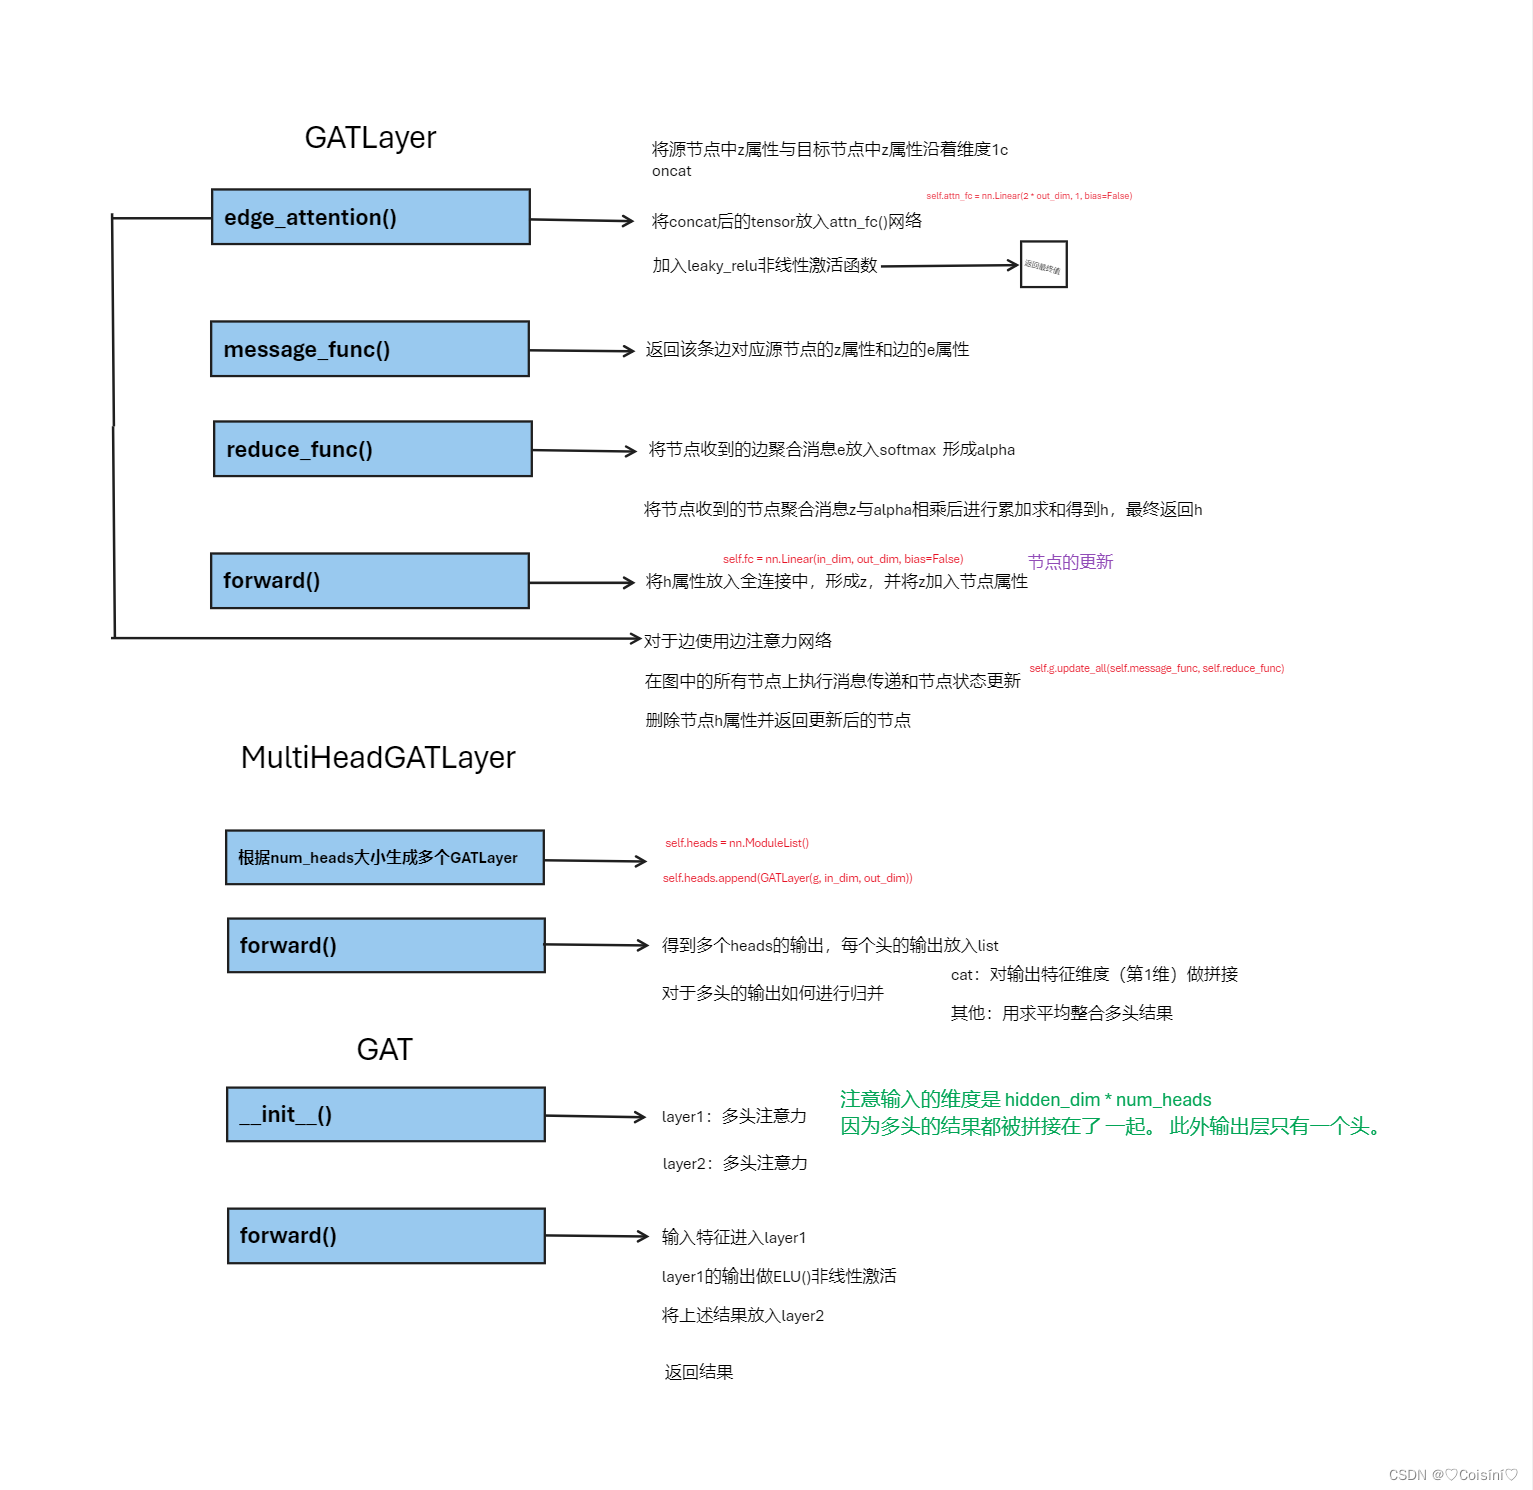 GATLayer
将源节点中z属性与目标节点中z属性沿着维度1c
oncat
edge_attention()
self.attn_fc = nn.Linear(2 * out_dim, 1, bias=False)
将concat后的tensor放入attn_fc()网络
加入leaky_relu非线性激活函数
返回最终值
message_func()
返回该条边对应源节点的z属性和边的e属性
reduce_func()
将节点收到的边聚合消息e放入softmax 形成alpha
将节点收到的节点聚合消息z与alpha相乘后进行累加求和得到h，最终返回h
self.fc = nn.Linear(in_dim, out_dim, bias=False)
节点的更新
forward()
将h属性放入全连接中，形成z，并将z加入节点属性
对于边使用边注意力网络
self.g.update_all(self.message_func, self.reduce_func)
在图中的所有节点上执行消息传递和节点状态更新
删除节点h属性并返回更新后的节点
MultiHeadGATLayer
根据num_heads大小生成多个GATLayer
self.heads = nn.ModuleList()
self.heads.append(GATLayer(g, in_dim, out_dim))
forward()
得到多个heads的输出，每个头的输出放入list
cat：对输出特征维度（第1维）做拼接
对于多头的输出如何进行归并
其他：用求平均整合多头结果
GAT
__init__()
layer1：多头注意力
注意输入的维度是 hidden_dim * num_heads
因为多头的结果都被拼接在了 一起。 此外输出层只有一个头。
layer2：多头注意力
forward()
输入特征进入layer1
layer1的输出做ELU()非线性激活
将上述结果放入layer2
返回结果
CSDN @♡Coisíní♡